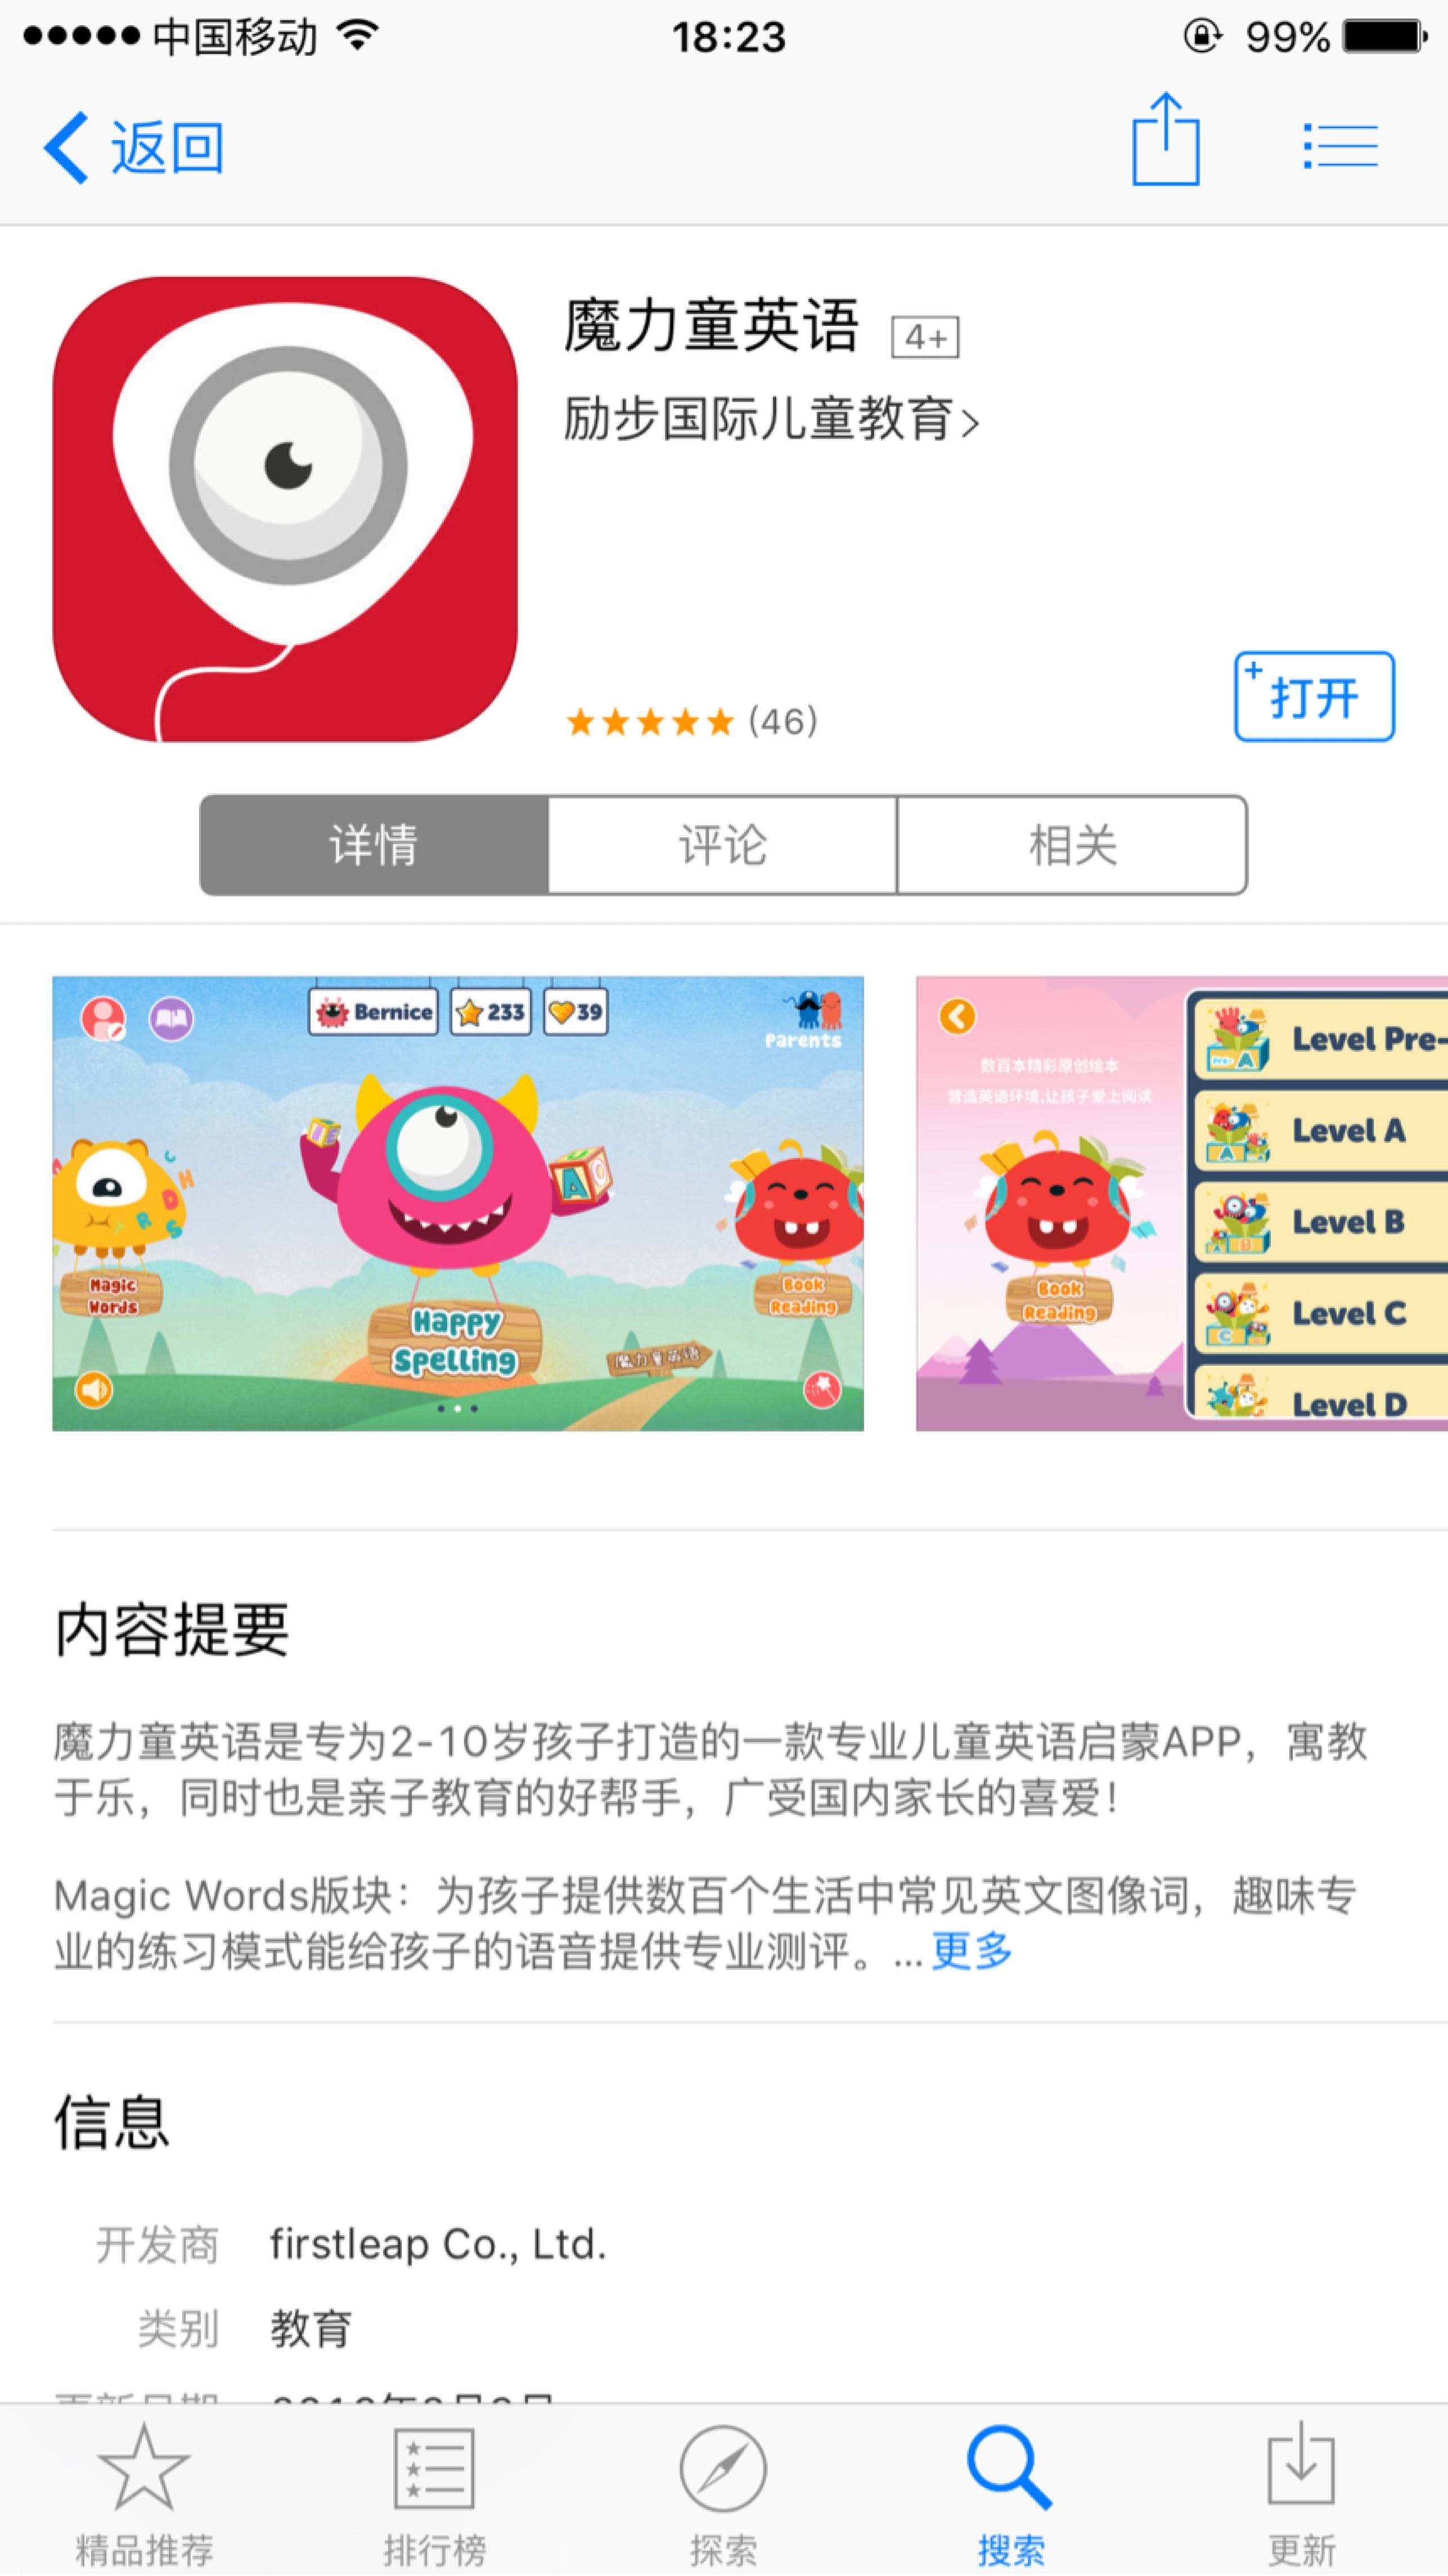 中国移动 18:23 99%
返回
魔力童英语 4+
励步国际儿童教育
(46)
+打开
详情 评论 相关
Bernice 233 39
Parents
Magic
Words
Happy
Spelling
Book
Reading
魔力童英语
数百本精彩原创绘本
营造英语环境,让孩子爱上阅读
Book
Reading
Level Pre-
Level A
Level B
Level C
Level D
内容提要
魔力童英语是专为2-10岁孩子打造的一款专业儿童英语启蒙APP，寓教
于乐，同时也是亲子教育的好帮手，广受国内家长的喜爱！
Magic Words版块：为孩子提供数百个生活中常见英文图像词，趣味专
业的练习模式能给孩子的语音提供专业测评。...更多
信息
开发商 firstleap Co., Ltd.
类别 教育
精品推荐 排行榜 探索 搜索 更新